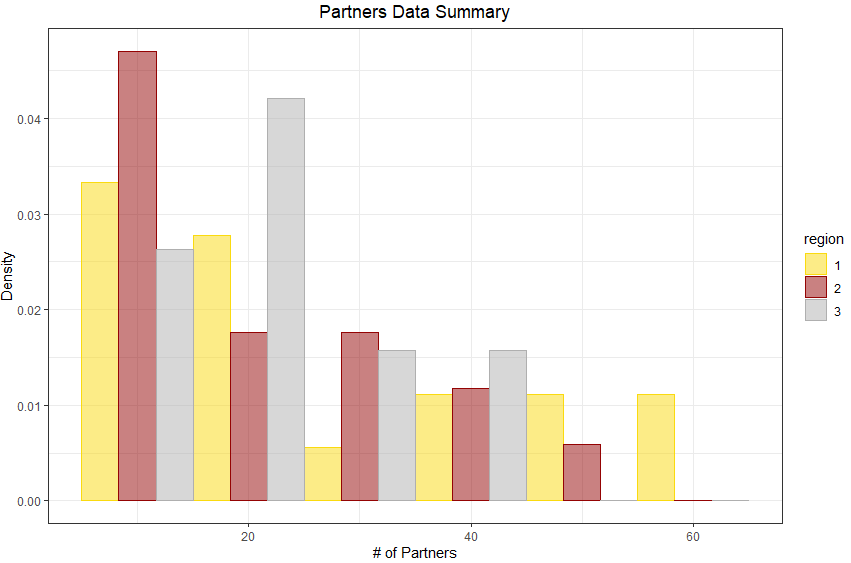 Partners Data Summary
Density
0.04
0.03
0.02
0.01
0.00
20 40 60
# of Partners
region
1
2
3